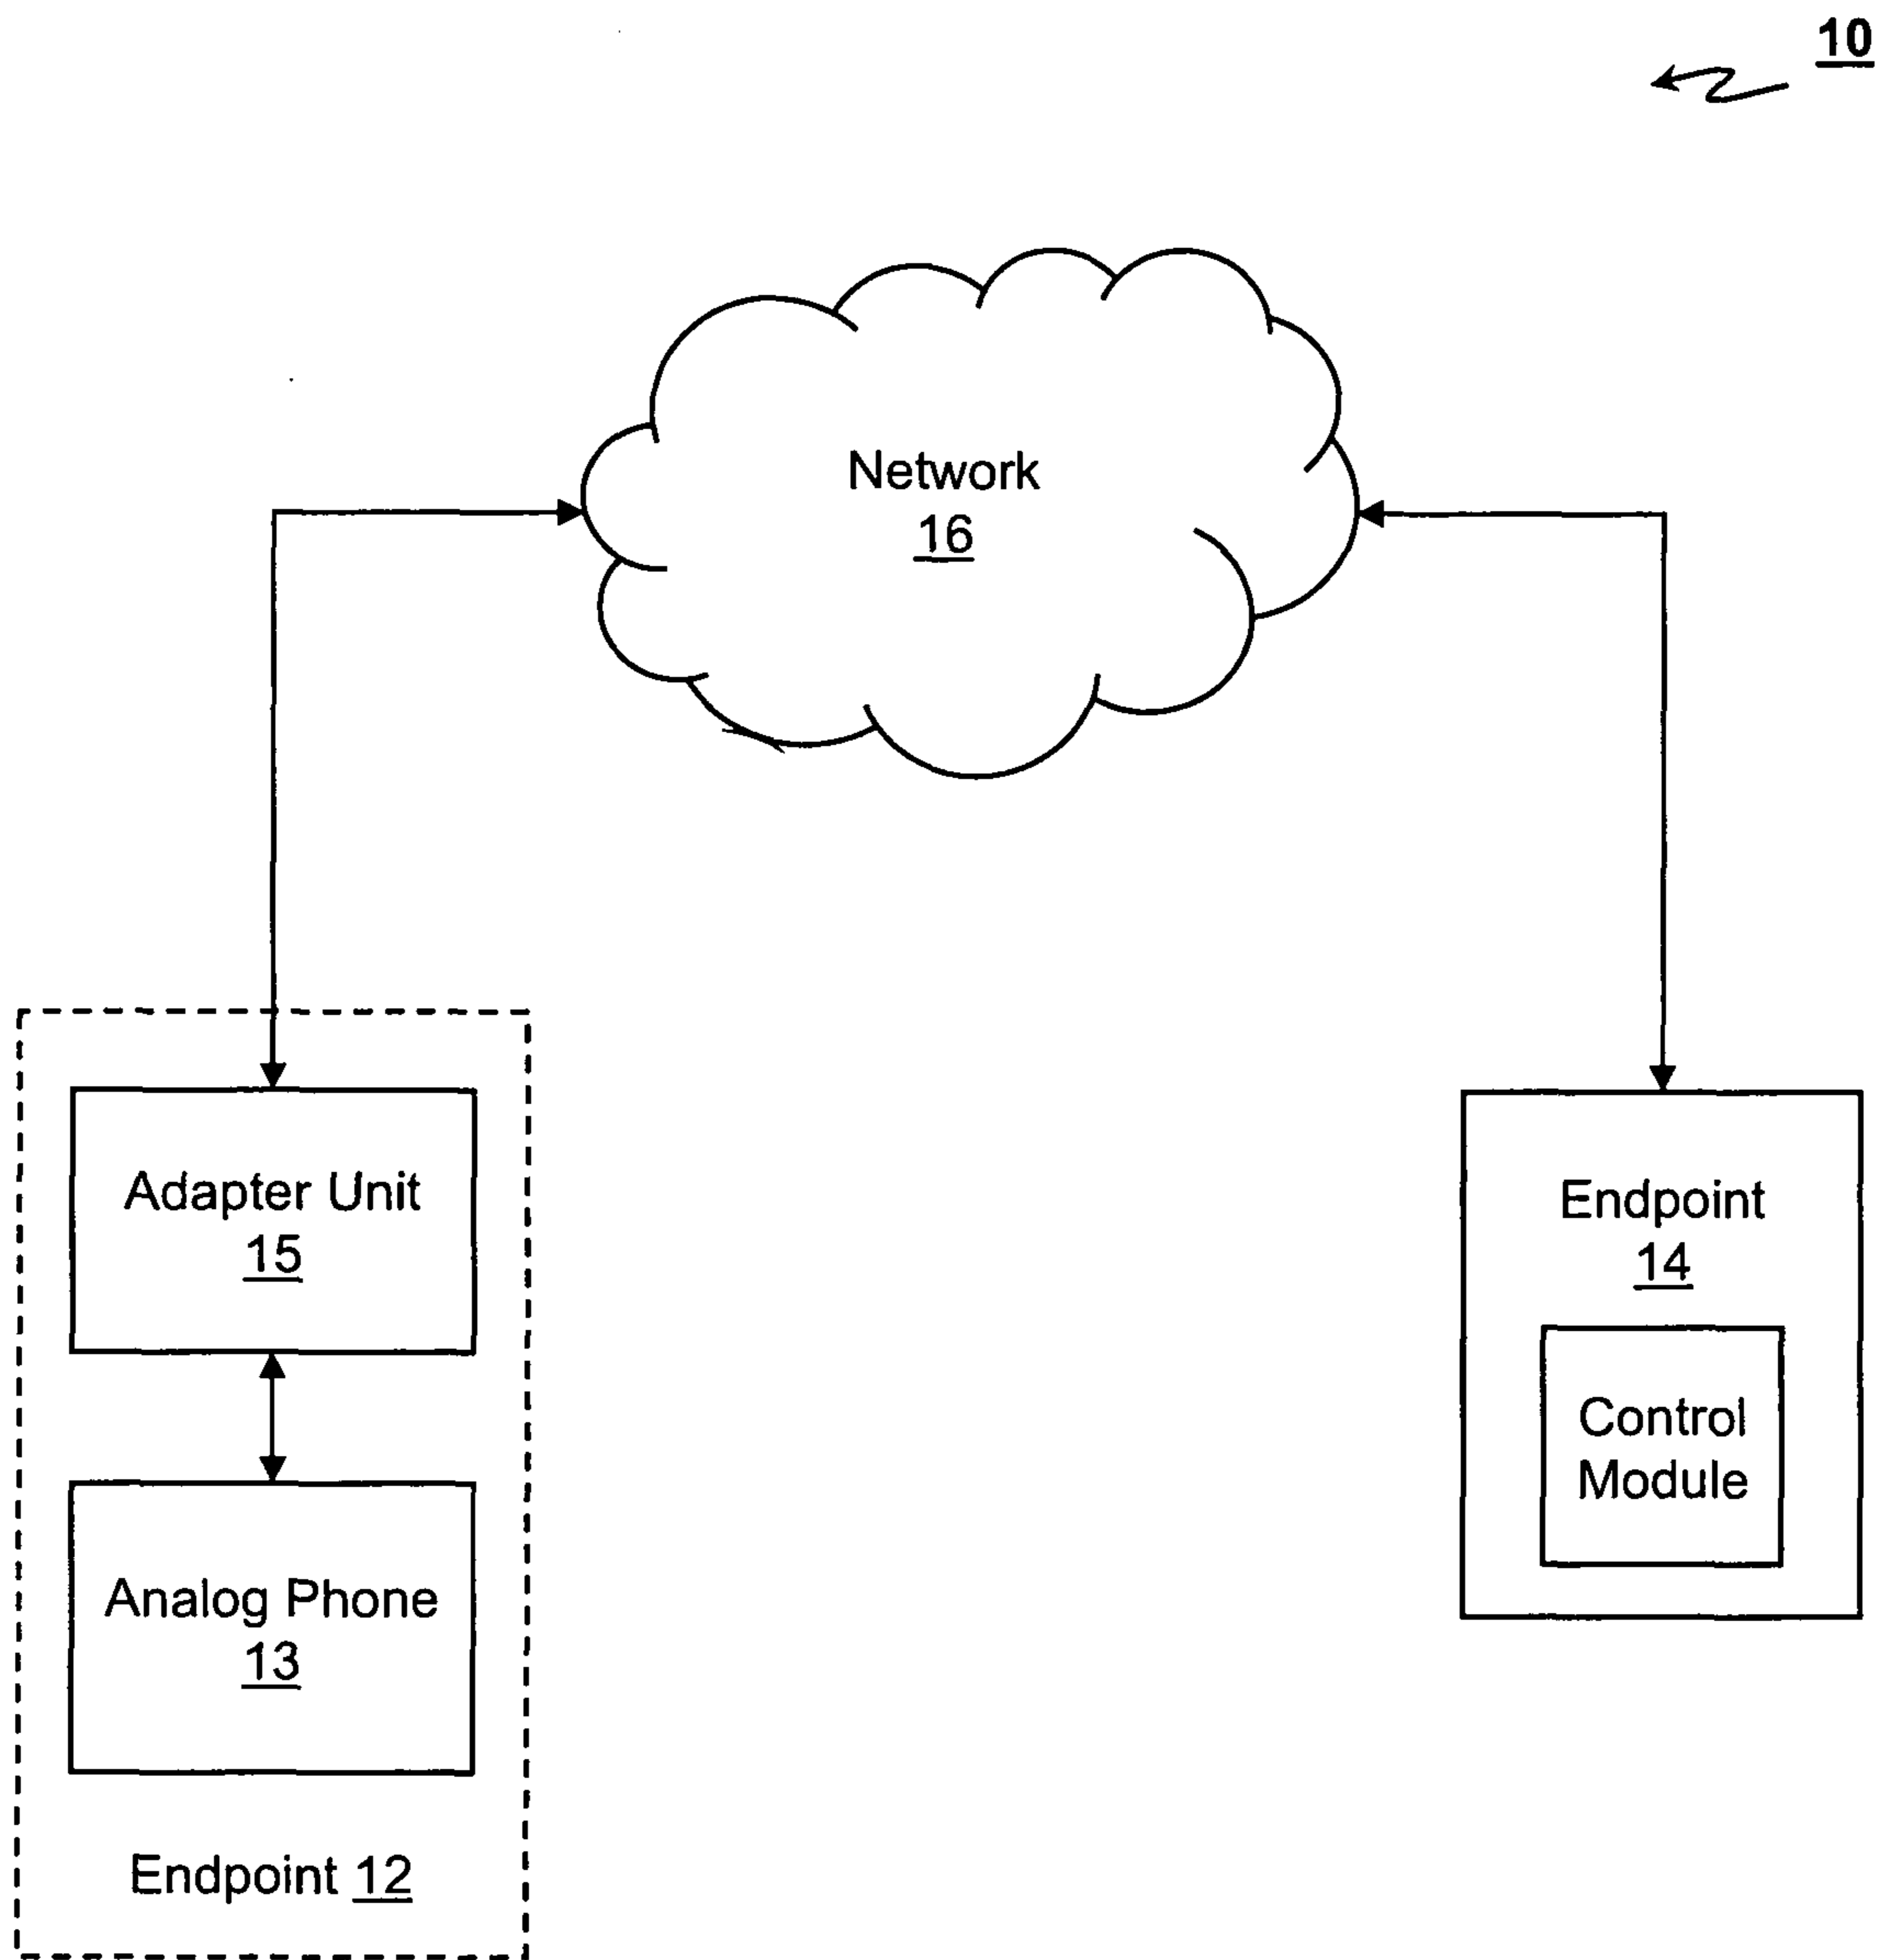 10
Network
16
Adapter Unit
15
Endpoint
14
Control
Module
Analog Phone
13
Endpoint 12